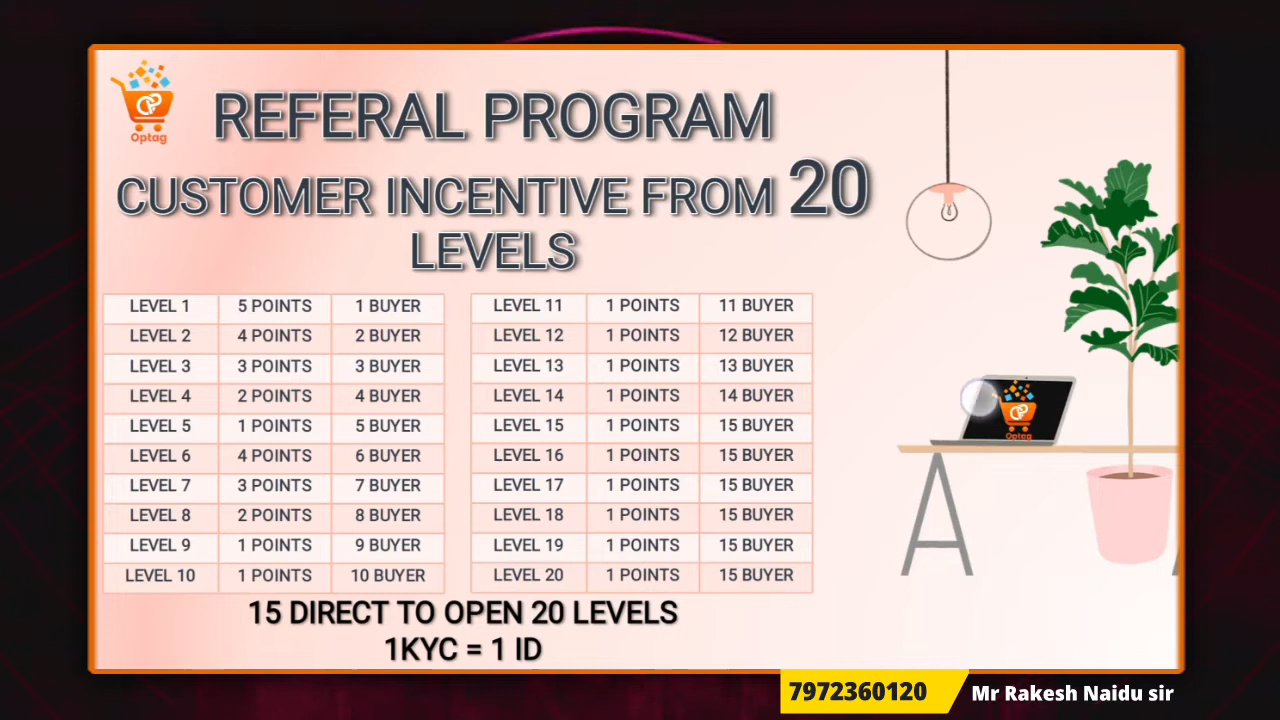 Optag
REFERAL PROGRAM
CUSTOMER INCENTIVE FROM 20
LEVELS
LEVEL 1 5 POINTS 1 BUYER
LEVEL 2 4 POINTS 2 BUYER
LEVEL 3 3 POINTS 3 BUYER
LEVEL 4 2 POINTS 4 BUYER
LEVEL 5 1 POINTS 5 BUYER
LEVEL 6 4 POINTS 6 BUYER
LEVEL 7 3 POINTS 7 BUYER
LEVEL 8 2 POINTS 8 BUYER
LEVEL 9 1 POINTS 9 BUYER
LEVEL 10 1 POINTS 10 BUYER
LEVEL 11 1 POINTS 11 BUYER
LEVEL 12 1 POINTS 12 BUYER
LEVEL 13 1 POINTS 13 BUYER
LEVEL 14 1 POINTS 14 BUYER
LEVEL 15 1 POINTS 15 BUYER
LEVEL 16 1 POINTS 15 BUYER
LEVEL 17 1 POINTS 15 BUYER
LEVEL 18 1 POINTS 15 BUYER
LEVEL 19 1 POINTS 15 BUYER
LEVEL 20 1 POINTS 15 BUYER
Optag
15 DIRECT TO OPEN 20 LEVELS
1KYC = 1 ID
7972360120 Mr Rakesh Naidu sir